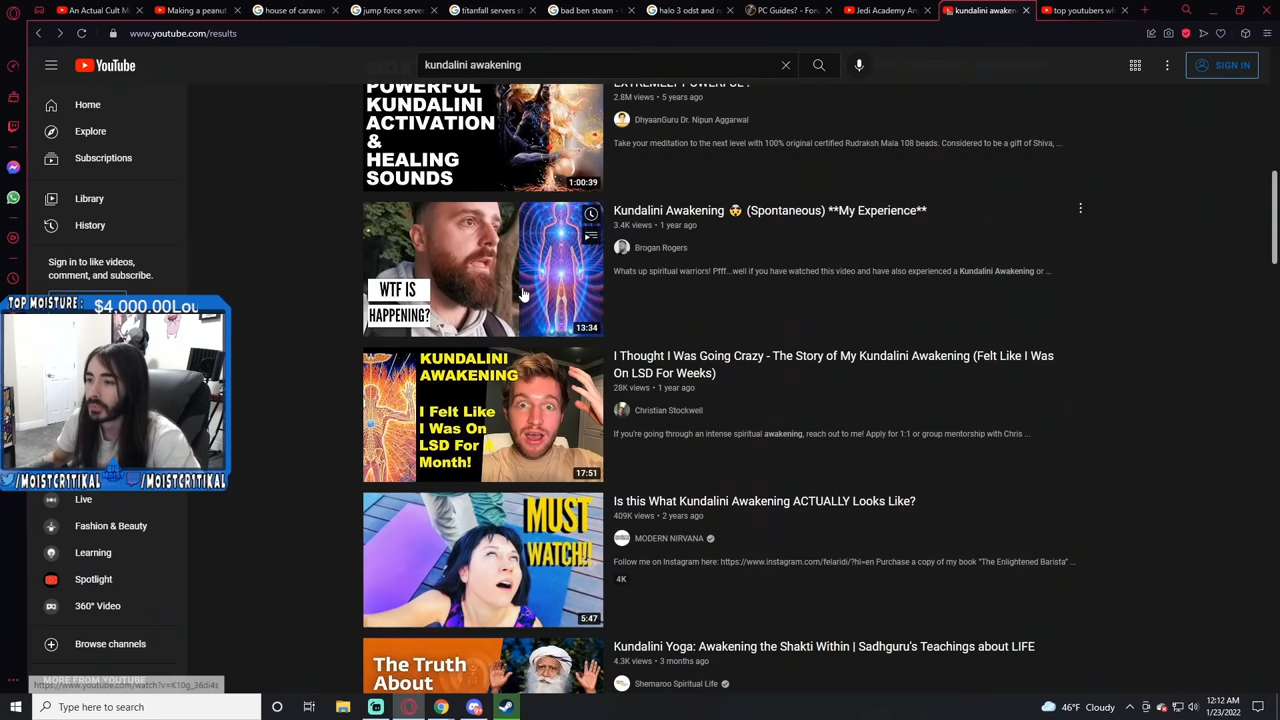 An Actual Cult M
Making a peanut
house of caravan
jump force server
titanfall servers sh
bad ben steam -
halo 3 odst and re
PC Guides? - For
Jedi Academy An
kundalini awaken
top youtubers wh
www.youtube.com/results
YouTube
kundalini awakening
SIGN IN
Home
Explore
Subscriptions
Library
History
Sign in to like videos,
comment, and subscribe.
TOP MOISTURE:
$4,000.00Lou
BIG
MOIST
/MOISTCR1TIKAL
/MOISTCR1TIKAL
Live
Fashion & Beauty
Learning
Spotlight
360° Video
Browse channels
MORE FROM YOUTUBE
https://www.youtube.com/watch?v=K10g_36di4s
POWERFUL
KUNDALINI
ACTIVATION
&
HEALING
SOUNDS
1:00:39
2.8M views • 5 years ago
DhyaanGuru Dr. Nipun Aggarwal
Take your meditation to the next level with 100% original certified Rudraksh Mala 108 beads. Considered to be a gift of Shiva, ...
WTF IS
HAPPENING?
13:34
Kundalini Awakening 🤯 (Spontaneous) **My Experience**
3.4K views • 1 year ago
Brogan Rogers
Whats up spiritual warriors! Pfff...well if you have watched this video and have also experienced a Kundalini Awakening or ...
KUNDALINI
AWAKENING
I Felt Like
I Was On
LSD For A
Month!
17:51
I Thought I Was Going Crazy - The Story of My Kundalini Awakening (Felt Like I Was
On LSD For Weeks)
28K views • 1 year ago
Christian Stockwell
If you're going through an intense spiritual awakening, reach out to me! Apply for 1:1 or group mentorship with Chris ...
MUST
WATCH!!
5:47
Is this What Kundalini Awakening ACTUALLY Looks Like?
409K views • 2 years ago
MODERN NIRVANA
Follow me on Instagram here: https://www.instagram.com/felaridi/?hl=en Purchase a copy of my book "The Enlightened Barista" ...
4K
The Truth
About
Kundalini Yoga: Awakening the Shakti Within | Sadhguru's Teachings about LIFE
4.3K views • 3 months ago
Shemaroo Spiritual Life
Type here to search
46°F Cloudy
12:12 AM
1/23/2022